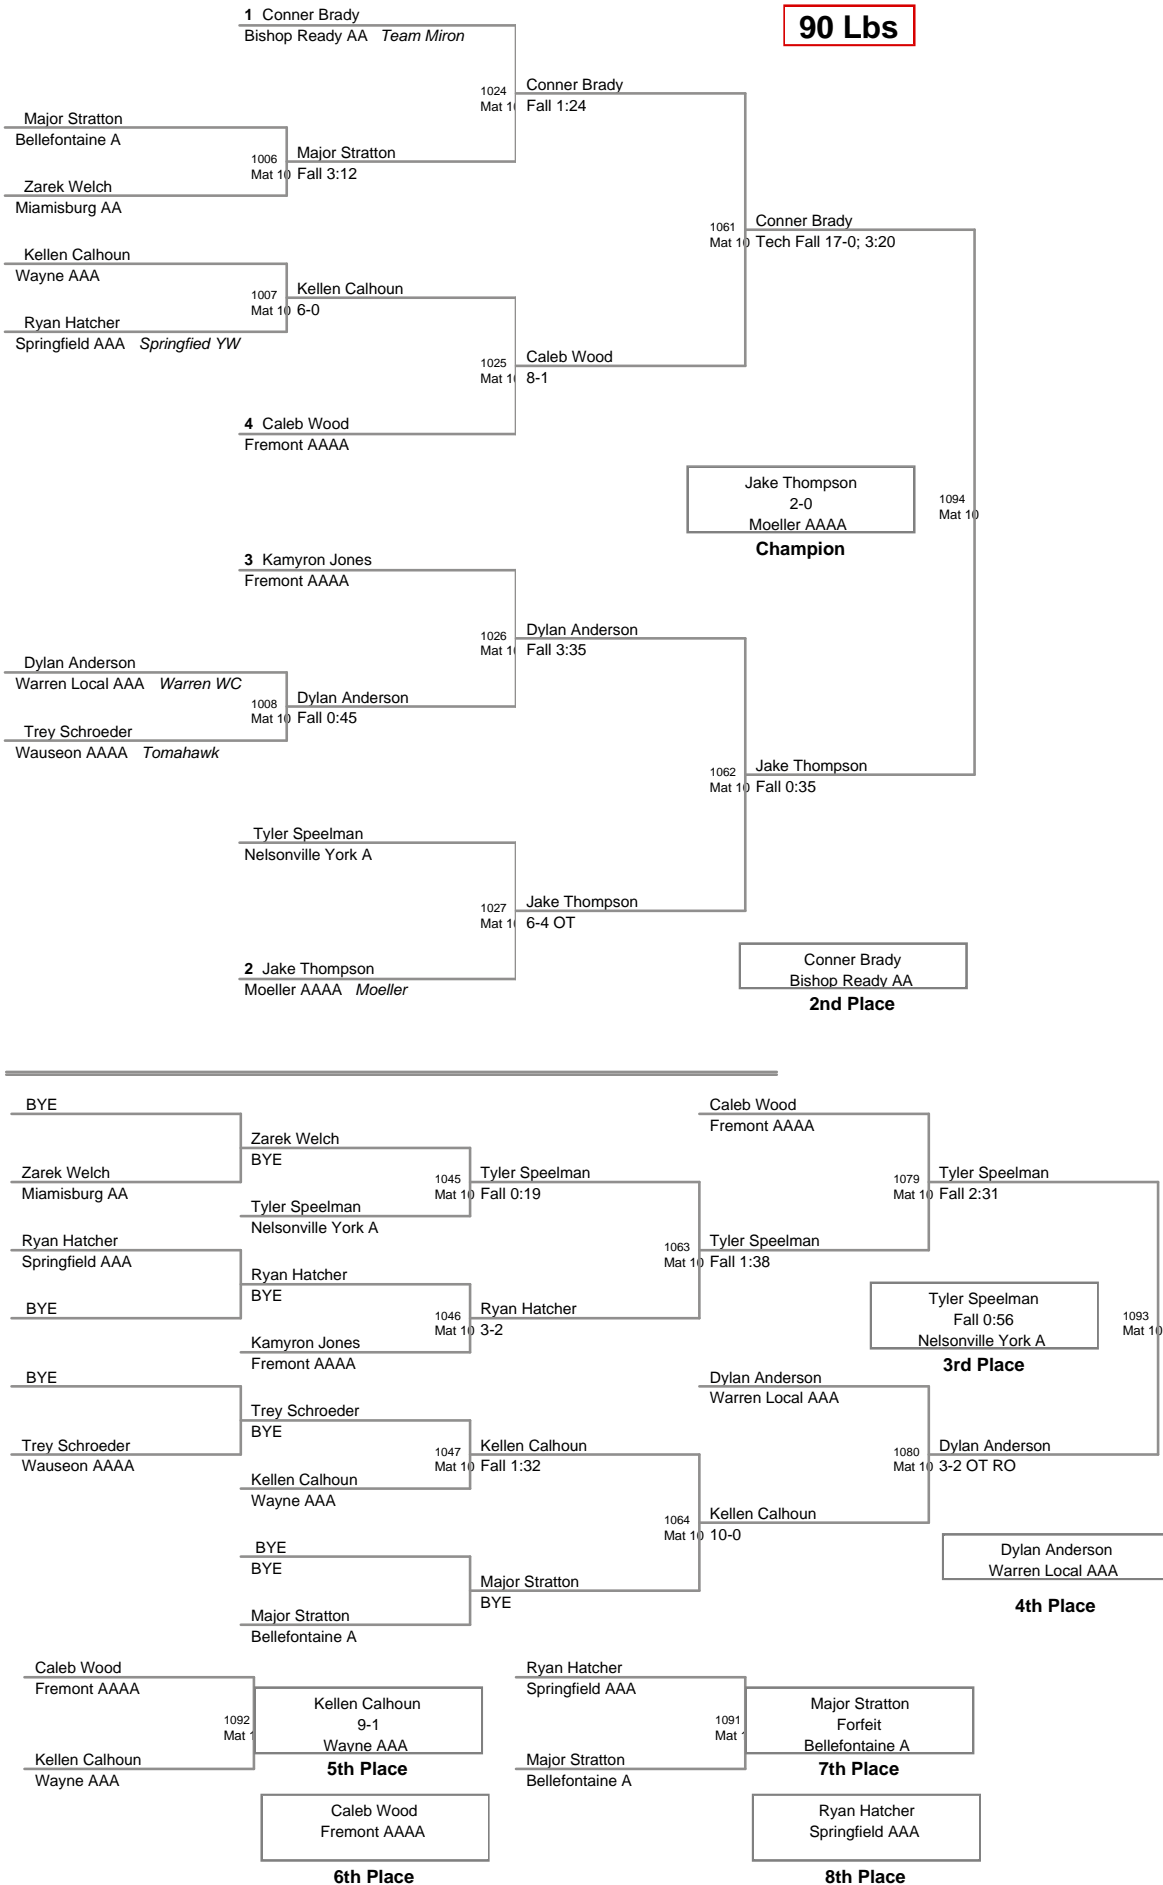 1 Conner Brady
90 Lbs
Bishop Ready AA Team Miron
1024 Conner Brady
Mat 10 Fall 1:24
Major Stratton
Bellefontaine A
1006 Major Stratton
Mat 10 Fall 3:12
Zarek Welch
Miamisburg AA
1061 Conner Brady
Mat 10 Tech Fall 17-0; 3:20
Kellen Calhoun
Wayne AAA
1007 Kellen Calhoun
Mat 10 6-0
Ryan Hatcher
Springfield AAA Springfied YW
1025 Caleb Wood
Mat 10 8-1
4 Caleb Wood
Fremont AAAA
Jake Thompson
2-0
Moeller AAAA
Champion
1094
Mat 10
3 Kamyron Jones
Fremont AAAA
1026 Dylan Anderson
Mat 10 Fall 3:35
Dylan Anderson
Warren Local AAA Warren WC
1008 Dylan Anderson
Mat 10 Fall 0:45
Trey Schroeder
Wauseon AAAA Tomahawk
1062 Jake Thompson
Mat 10 Fall 0:35
Tyler Speelman
Nelsonville York A
1027 Jake Thompson
Mat 10 6-4 OT
2 Jake Thompson
Moeller AAAA Moeller
Conner Brady
Bishop Ready AA
2nd Place
BYE
Zarek Welch
BYE
Zarek Welch
Miamisburg AA
1045 Tyler Speelman
Mat 10 Fall 0:19
Tyler Speelman
Nelsonville York A
Caleb Wood
Fremont AAAA
1079 Tyler Speelman
Mat 10 Fall 2:31
Ryan Hatcher
Springfield AAA
1063 Tyler Speelman
Mat 10 Fall 1:38
Ryan Hatcher
BYE
BYE
1046 Ryan Hatcher
Mat 10 3-2
Kamyron Jones
Fremont AAAA
Tyler Speelman
Fall 0:56
Nelsonville York A
3rd Place
1093
Mat 10
BYE
Dylan Anderson
Warren Local AAA
Trey Schroeder
BYE
Trey Schroeder
Wauseon AAAA
1047 Kellen Calhoun
Mat 10 Fall 1:32
Kellen Calhoun
Wayne AAA
1080 Dylan Anderson
Mat 10 3-2 OT RO
1064 Kellen Calhoun
Mat 10 10-0
BYE
BYE
Major Stratton
BYE
Major Stratton
Bellefontaine A
Dylan Anderson
Warren Local AAA
4th Place
Caleb Wood
Fremont AAAA
1092
Mat 1
Kellen Calhoun
9-1
Wayne AAA
5th Place
Kellen Calhoun
Wayne AAA
Caleb Wood
Fremont AAAA
6th Place
Ryan Hatcher
Springfield AAA
1091
Mat 1
Major Stratton
Forfeit
Bellefontaine A
7th Place
Major Stratton
Bellefontaine A
Ryan Hatcher
Springfield AAA
8th Place